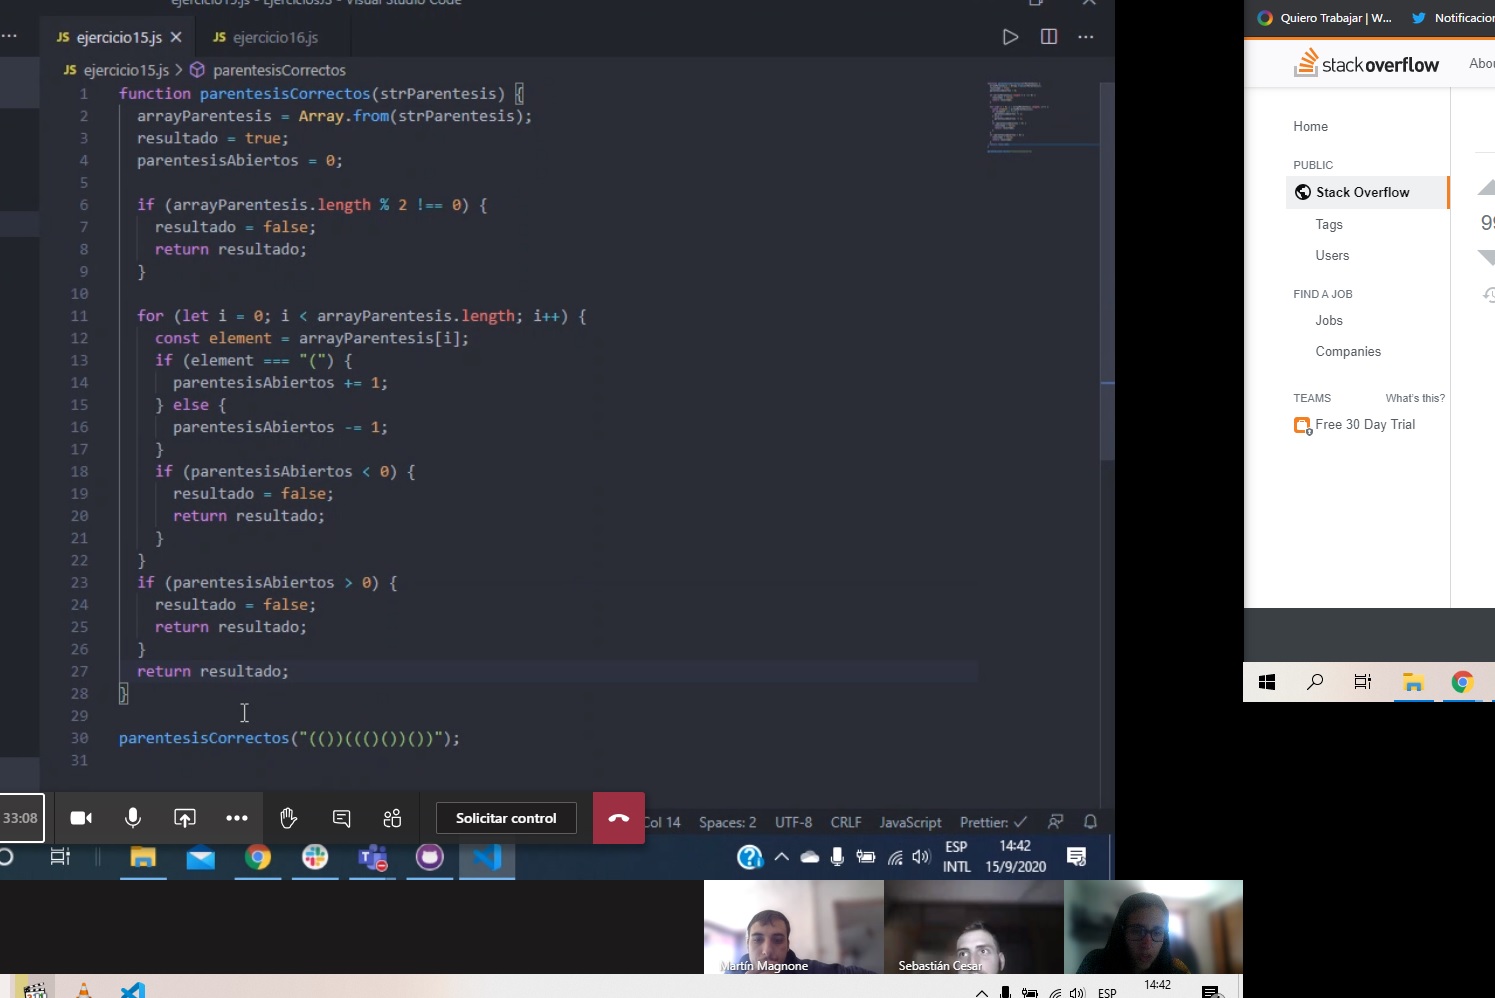 ejercicio15.js - EjerciciosJS - Visual Studio Code
JS ejercicio15.js
JS ejercicio16.js
JS ejercicio15.js > parentesisCorrectos
1 function parentesisCorrectos(strParentesis) {
2 arrayParentesis = Array.from(strParentesis);
3 resultado = true;
4 parentesisAbiertos = 0;
5
6 if (arrayParentesis.length % 2 !== 0) {
7 resultado = false;
8 return resultado;
9 }
10
11 for (let i = 0; i < arrayParentesis.length; i++) {
12 const element = arrayParentesis[i];
13 if (element === "(") {
14 parentesisAbiertos += 1;
15 } else {
16 parentesisAbiertos -= 1;
17 }
18 if (parentesisAbiertos < 0) {
19 resultado = false;
20 return resultado;
21 }
22 }
23 if (parentesisAbiertos > 0) {
24 resultado = false;
25 return resultado;
26 }
27 return resultado;
28 }
29
30 parentesisCorrectos("(())((()())())");
31
33:08
Solicitar control
Col 14 Spaces: 2 UTF-8 CRLF JavaScript Prettier: ✓
ESP
INTL
14:42
15/9/2020
Martín Magnone
Sebastián Cesar
14:42
ESP
Quiero Trabajar | W...
Notificacion
stackoverflow
Abou
Home
PUBLIC
Stack Overflow
Tags
Users
FIND A JOB
Jobs
Companies
TEAMS What's this?
Free 30 Day Trial